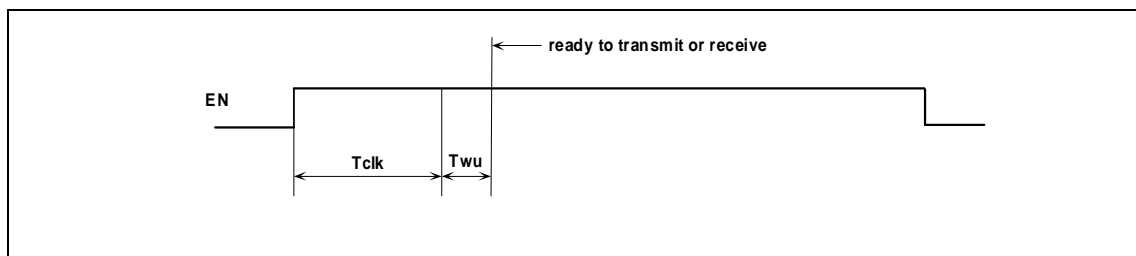 ready to transmit or receive
EN
Tclk
Twu